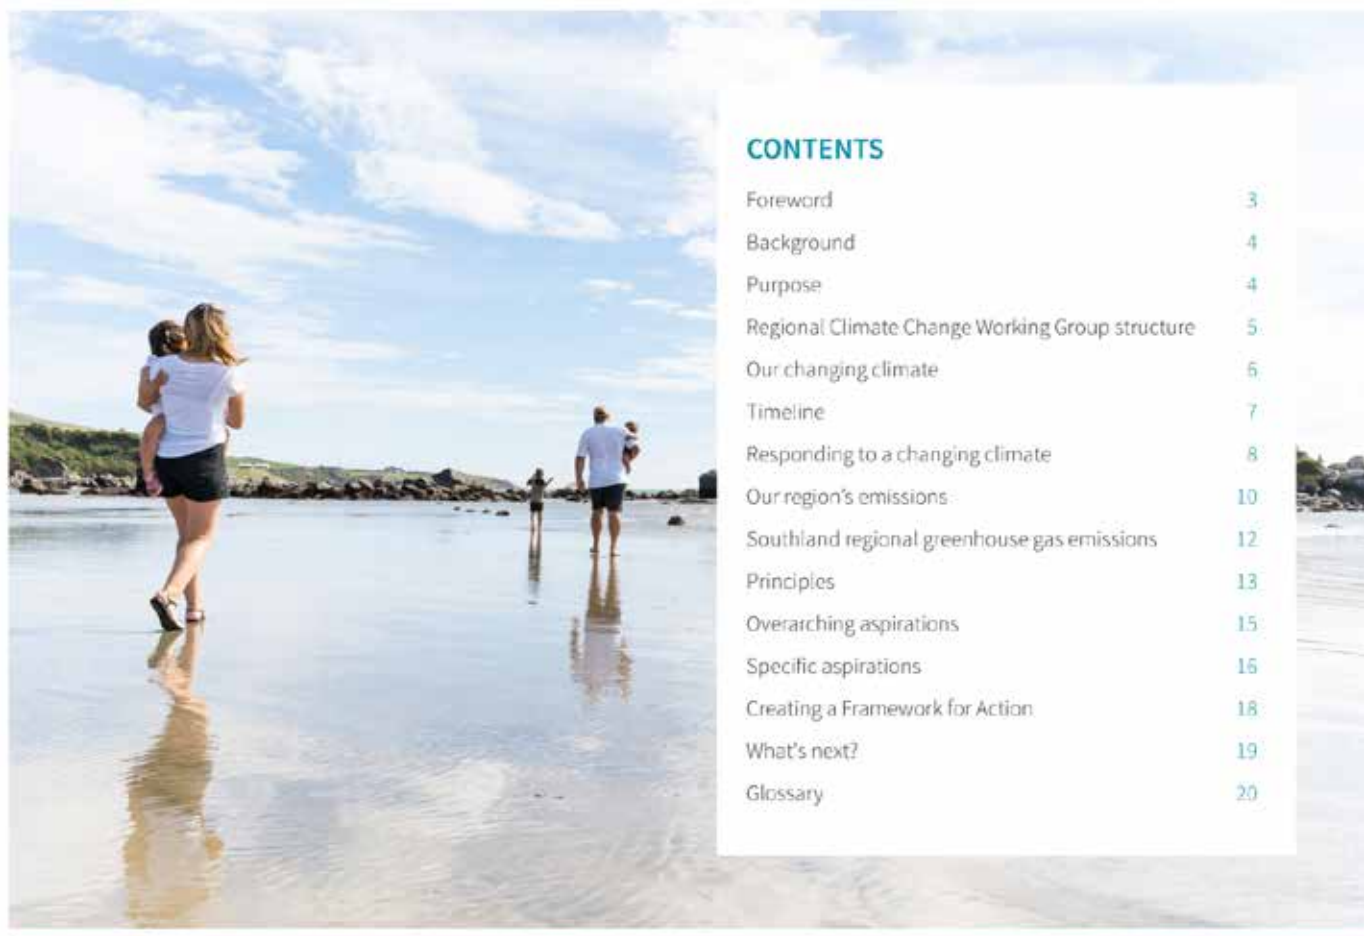 CONTENTS
Foreword 3
Background 4
Purpose 4
Regional Climate Change Working Group structure 5
Our changing climate 6
Timeline 7
Responding to a changing climate 8
Our region's emissions 10
Southland regional greenhouse gas emissions 12
Principles 13
Overarching aspirations 15
Specific aspirations 16
Creating a Framework for Action 18
What's next? 19
Glossary 20